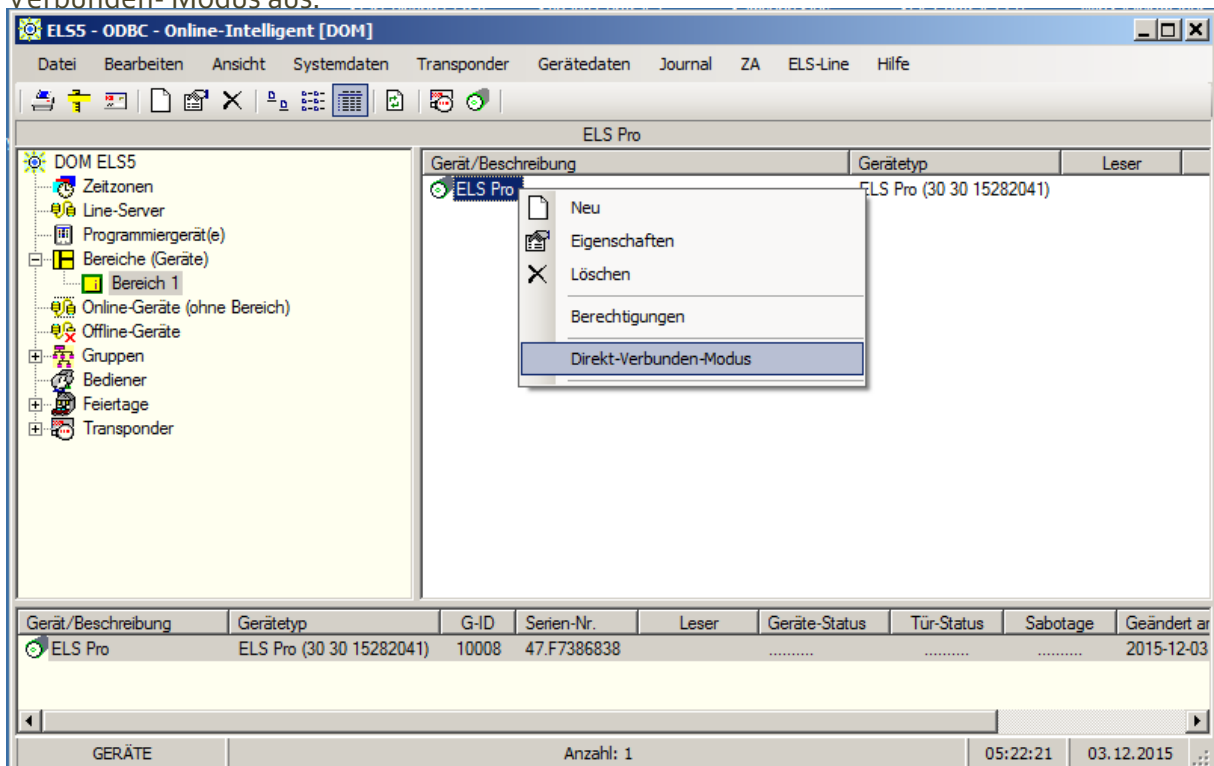 Verbunden- Modus aus.
ELS5 - ODBC - Online-Intelligent [DOM]
Datei Bearbeiten Ansicht Systemdaten Transponder Gerätedaten Journal ZA ELS-Line Hilfe
ELS Pro
DOM ELS5
Zeitzonen
Line-Server
Programmiergerät(e)
Bereiche (Geräte)
Bereich 1
Online-Geräte (ohne Bereich)
Offline-Geräte
Gruppen
Bediener
Feiertage
Transponder
Gerät/Beschreibung Gerätetyp Leser
ELS Pro ELS Pro (30 30 15282041)
Neu
Eigenschaften
Löschen
Berechtigungen
Direkt-Verbunden-Modus
Gerät/Beschreibung Gerätetyp G-ID Serien-Nr. Leser Geräte-Status Tür-Status Sabotage Geändert ar
ELS Pro ELS Pro (30 30 15282041) 10008 47.F7386838 .......... .......... .......... 2015-12-03
GERÄTE Anzahl: 1 05:22:21 03.12.2015